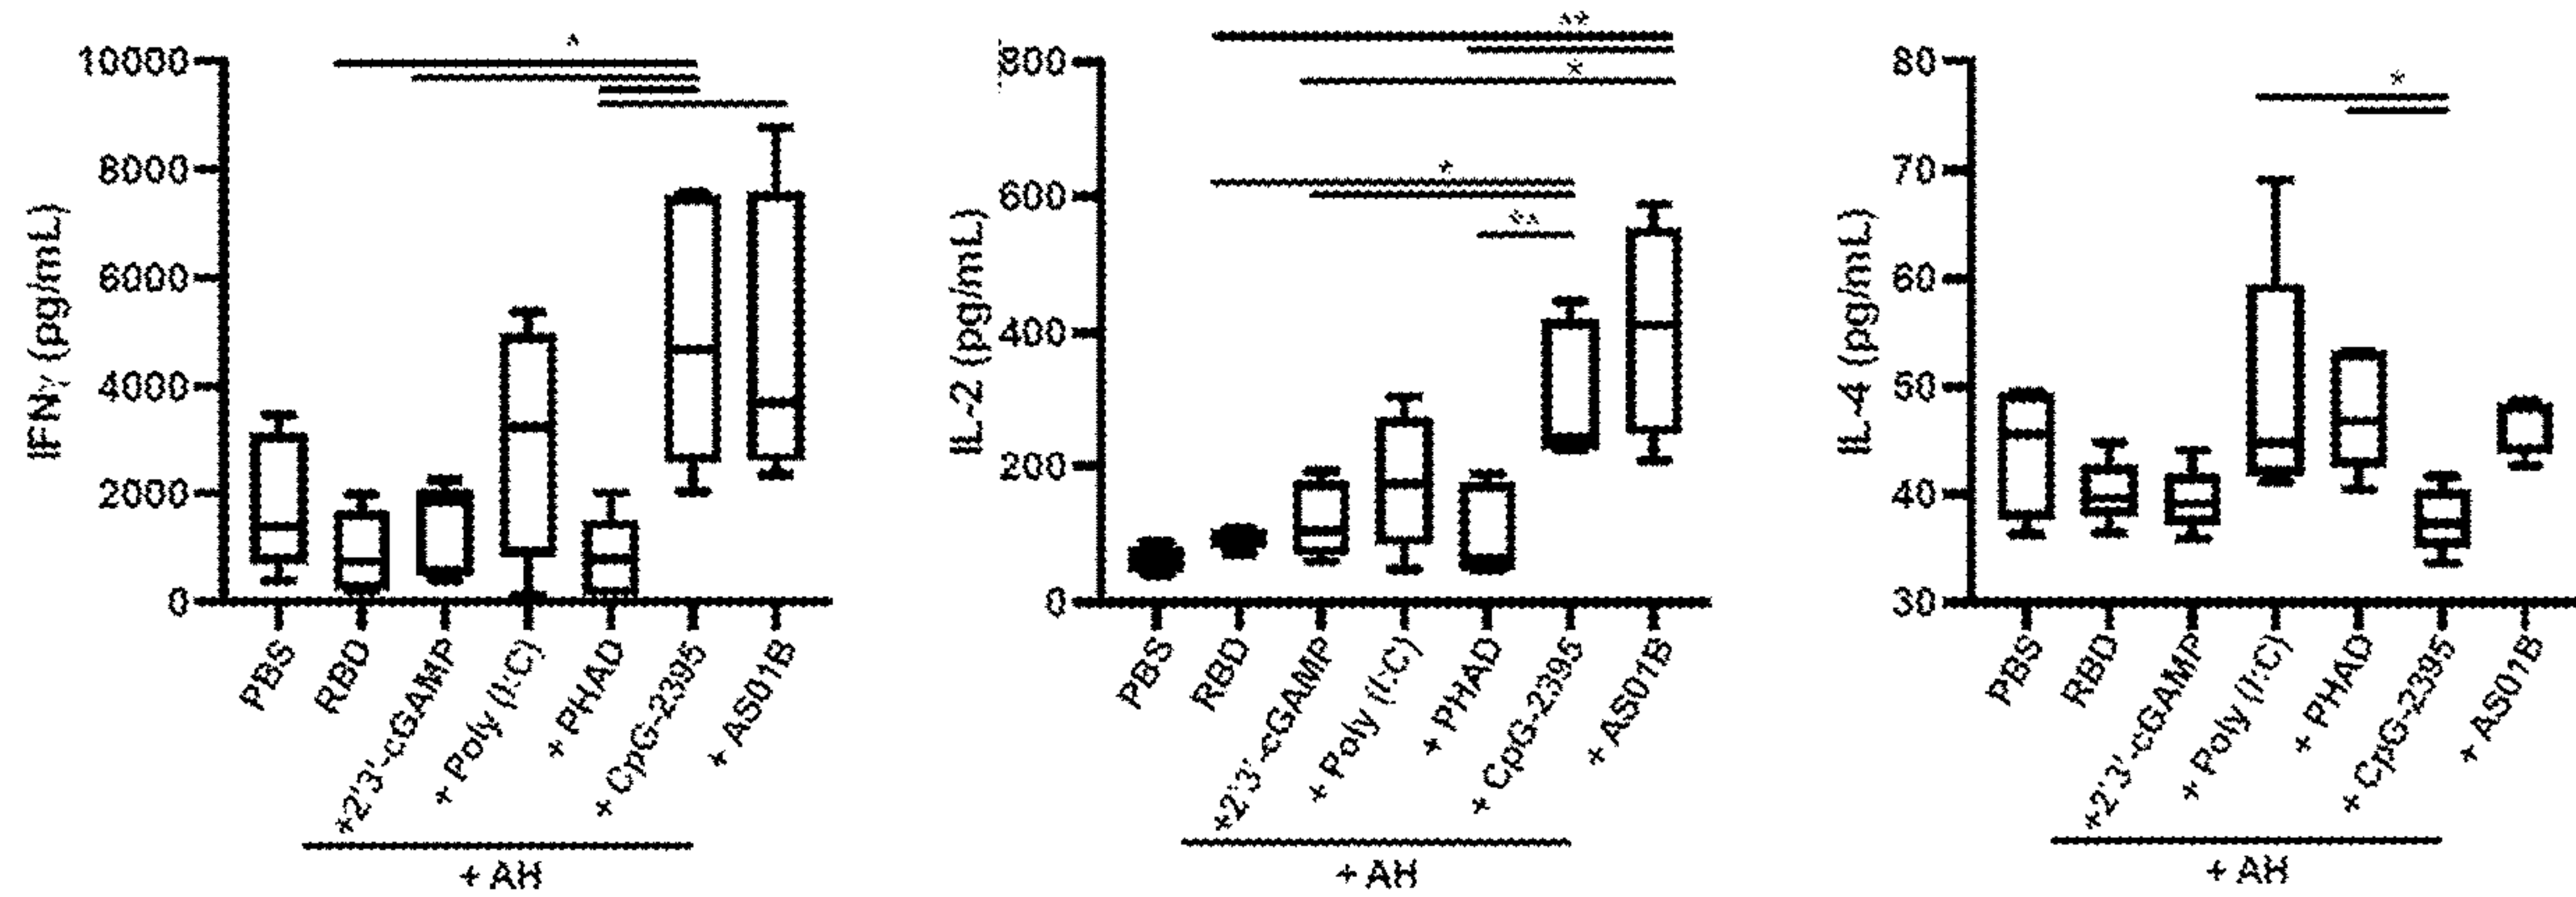 *
10000
8000
6000
4000
2000
0
IFNγ (pg/mL)
PBS
RBD
+2'3'-cGAMP
+ Poly (I:C)
+ PHAD
+ CpG-2395
+ AS01B
+ AH
**
*
*
**
800
600
400
200
0
IL-2 (pg/mL)
PBS
RBD
+2'3'-cGAMP
+ Poly (I:C)
+ PHAD
+ CpG-2395
+ AS01B
+ AH
*
80
70
60
50
40
30
IL-4 (pg/mL)
PBS
RBD
+2'3'-cGAMP
+ Poly (I:C)
+ PHAD
+ CpG-2395
+ AS01B
+ AH